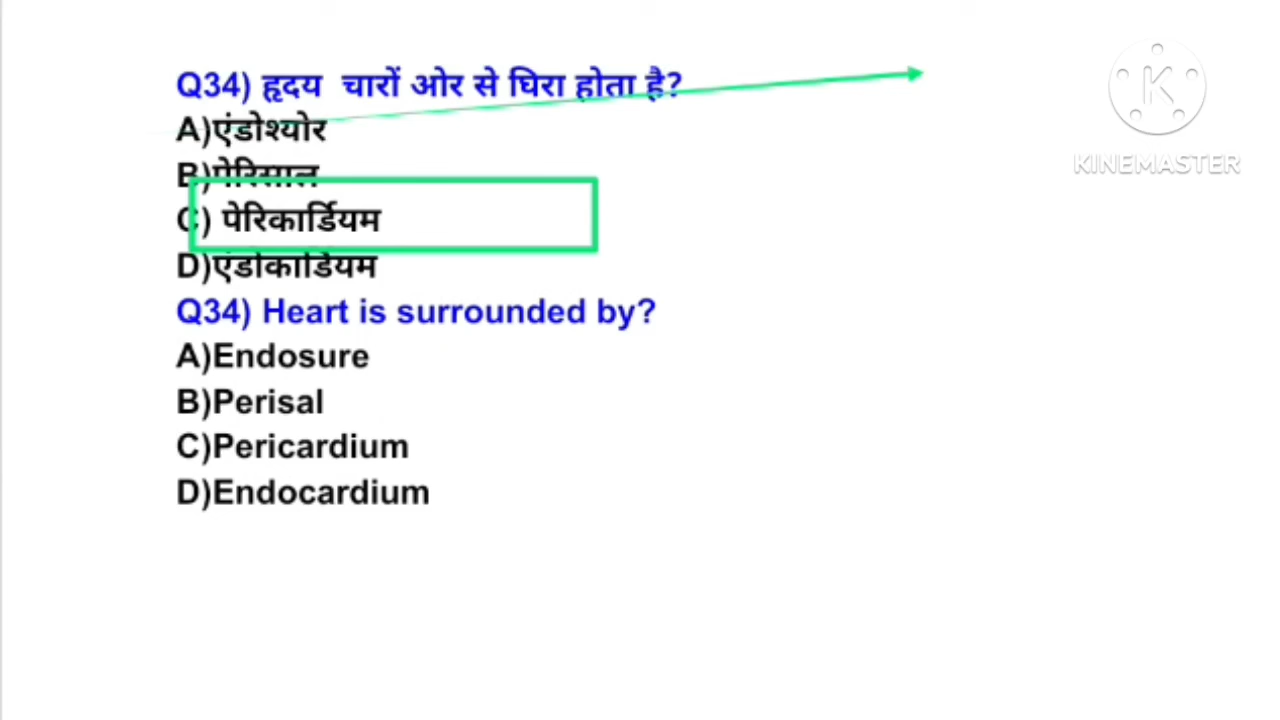 Q34) हृदय चारों ओर से घिरा होता है?
A)एंडोश्योर
B)पेरिसाल
C) पेरिकार्डियम
D)एंडोकार्डियम
Q34) Heart is surrounded by?
A)Endosure
B)Perisal
C)Pericardium
D)Endocardium
K
KINEMASTER